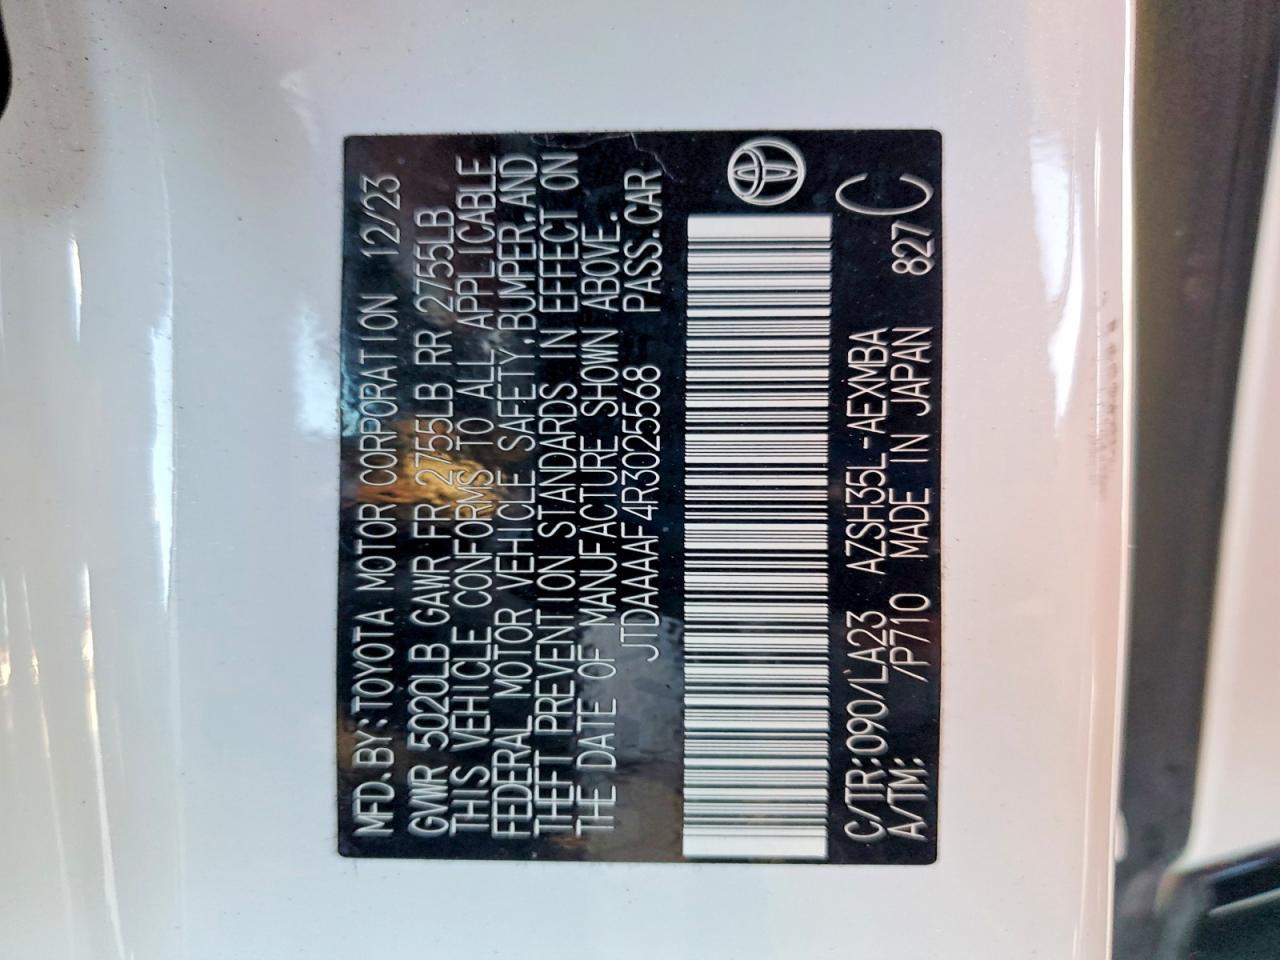 MFD.BY:TOYOTA MOTOR CORPORATION 12/23
GVWR 5020LB GAWR FR 2755LB RR 2755LB
THIS VEHICLE CONFORMS TO ALL APPLICABLE
FEDERAL MOTOR VEHICLE SAFETY,BUMPER,AND
THEFT PREVENTION STANDARDS IN EFFECT ON
THE DATE OF MANUFACTURE SHOWN ABOVE.
JTDAAAAF4R3025568 PASS.CAR
C/TR:090/LA23 AZSH35L-AEXMBA C
A/TM: /P710 MADE IN JAPAN 827 C